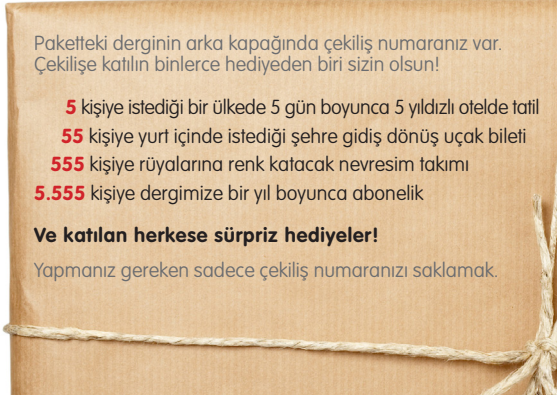 Paketteki derginin arka kapağında çekiliş numaranız var.
Çekilişe katılın binlerce hediyeden biri sizin olsun!
5 kişiye istediği bir ülkede 5 gün boyunca 5 yıldızlı otelde tatil
55 kişiye yurt içinde istediği şehre gidiş dönüş uçak bileti
555 kişiye rüyalarına renk katacak nevresim takımı
5.555 kişiye dergimize bir yıl boyunca abonelik
Ve katılan herkese sürpriz hediyeler!
Yapmanız gereken sadece çekiliş numaranızı saklamak.